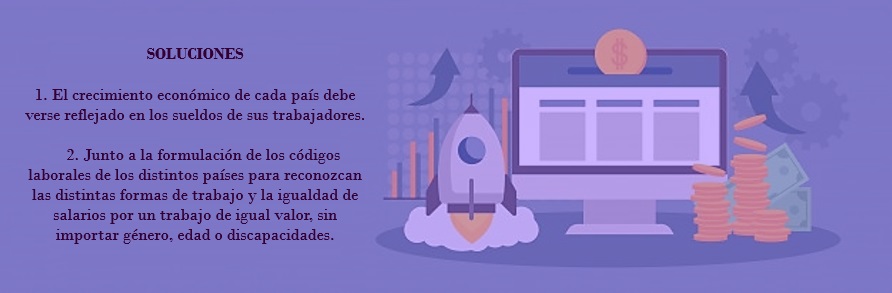 SOLUCIONES
1. El crecimiento económico de cada país debe
verse reflejado en los sueldos de sus trabajadores.
2. Junto a la formulación de los códigos
laborales de los distintos países para reconozcan
las distintas formas de trabajo y la igualdad de
salarios por un trabajo de igual valor, sin
importar género, edad o discapacidades.
$